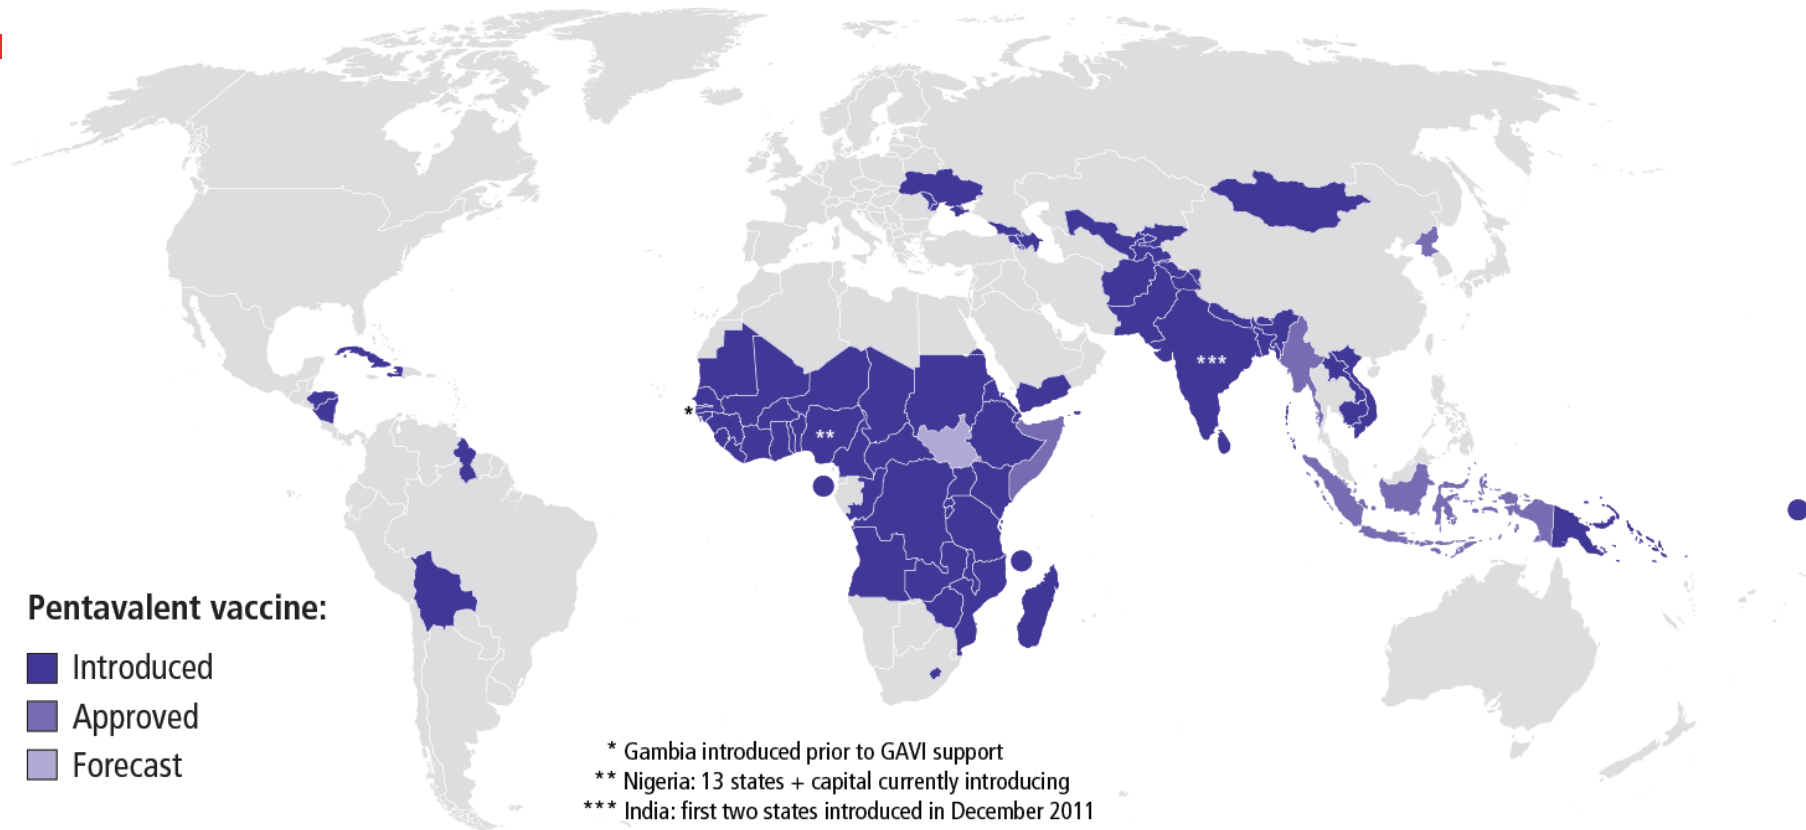 Pentavalent vaccine:
Introduced
Approved
Forecast
*
**
***
* Gambia introduced prior to GAVI support
** Nigeria: 13 states + capital currently introducing
*** India: first two states introduced in December 2011